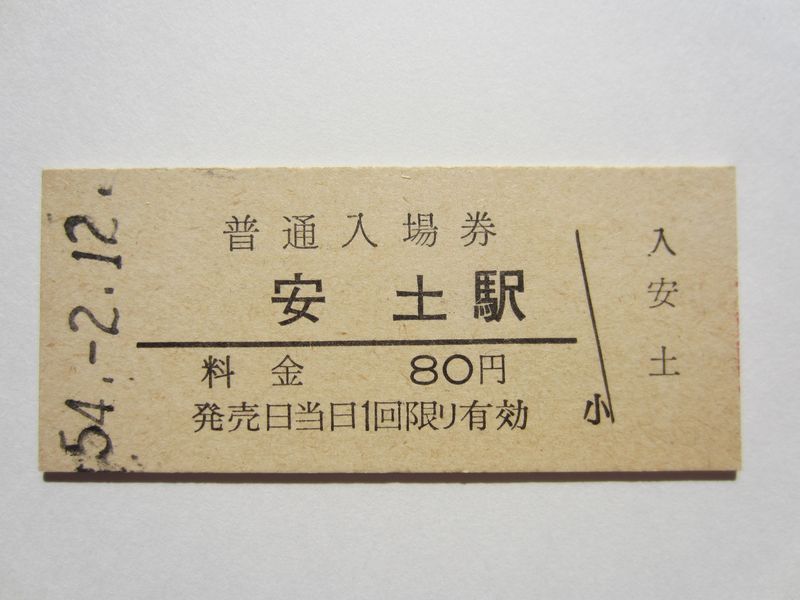 54.-2.12.
普通入場券
安土駅
料金 80円
発売日当日1回限り有効
小
入
安
土